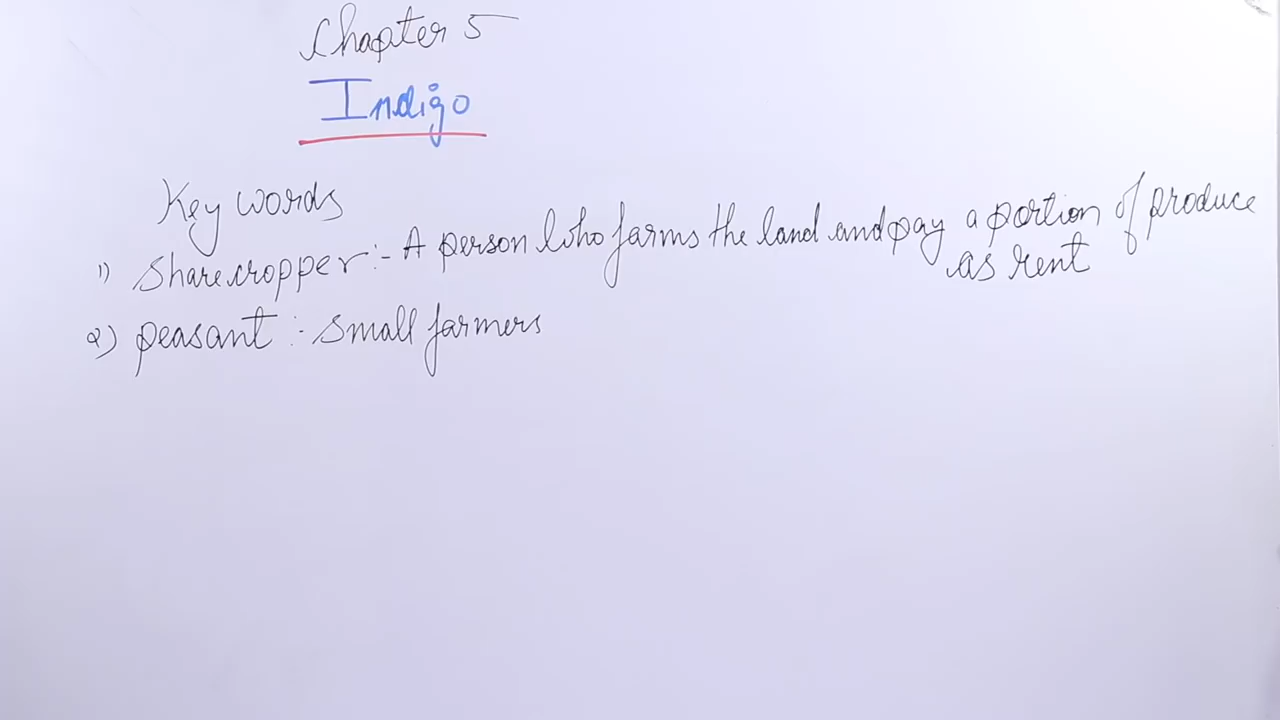 Chapter 5
Indigo
Key words
1) Sharecropper :- A person who farms the land and pay a portion of produce
as rent
2) peasant :- Small farmers